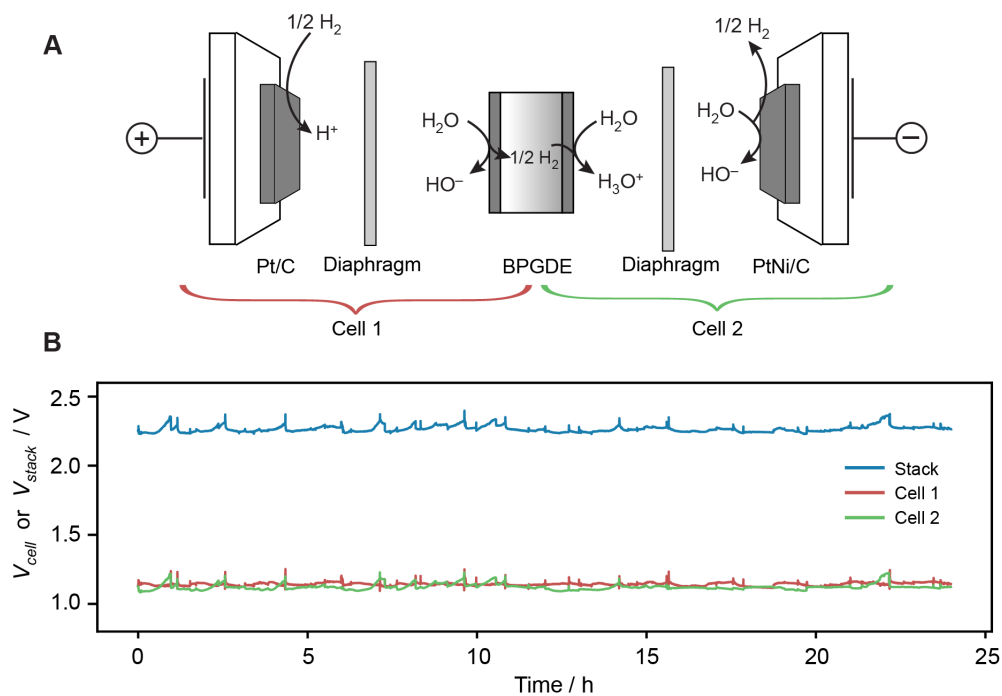 A
1/2 H₂
1/2 H₂
+
H⁺
H₂O
HO⁻
1/2 H₂
H₂O
H₃O⁺
H₂O
HO⁻
−
Pt/C
Diaphragm
BPGDE
Diaphragm
PtNi/C
Cell 1
Cell 2
B
V_cell or V_stack / V
2.5
2.0
1.5
1.0
Stack
Cell 1
Cell 2
0
5
10
15
20
25
Time / h